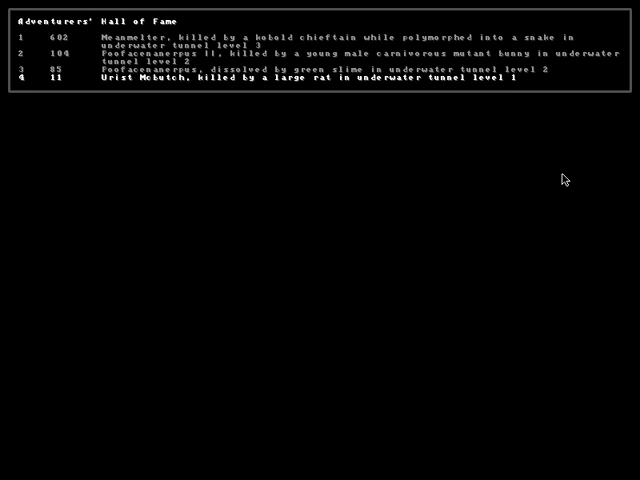 Adventurers' Hall of Fame
1 602 Meanmelter, killed by a kobold chieftain while polymorphed into a snake in
underwater tunnel level 3
2 104 Foofacenanerpus II, killed by a young male carnivorous mutant bunny in underwater
tunnel level 2
3 85 Foofacenanerpus, dissolved by green slime in underwater tunnel level 2
4 11 Urist Mcbutch, killed by a large rat in underwater tunnel level 1